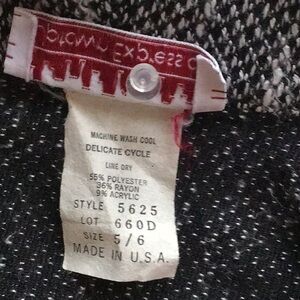 ptown Express
MACHINE WASH COOL
DELICATE CYCLE
LINE DRY
55% POLYESTER
36% RAYON
9% ACRYLIC
STYLE 5625
LOT 660D
SIZE 5/6
MADE IN U.S.A.